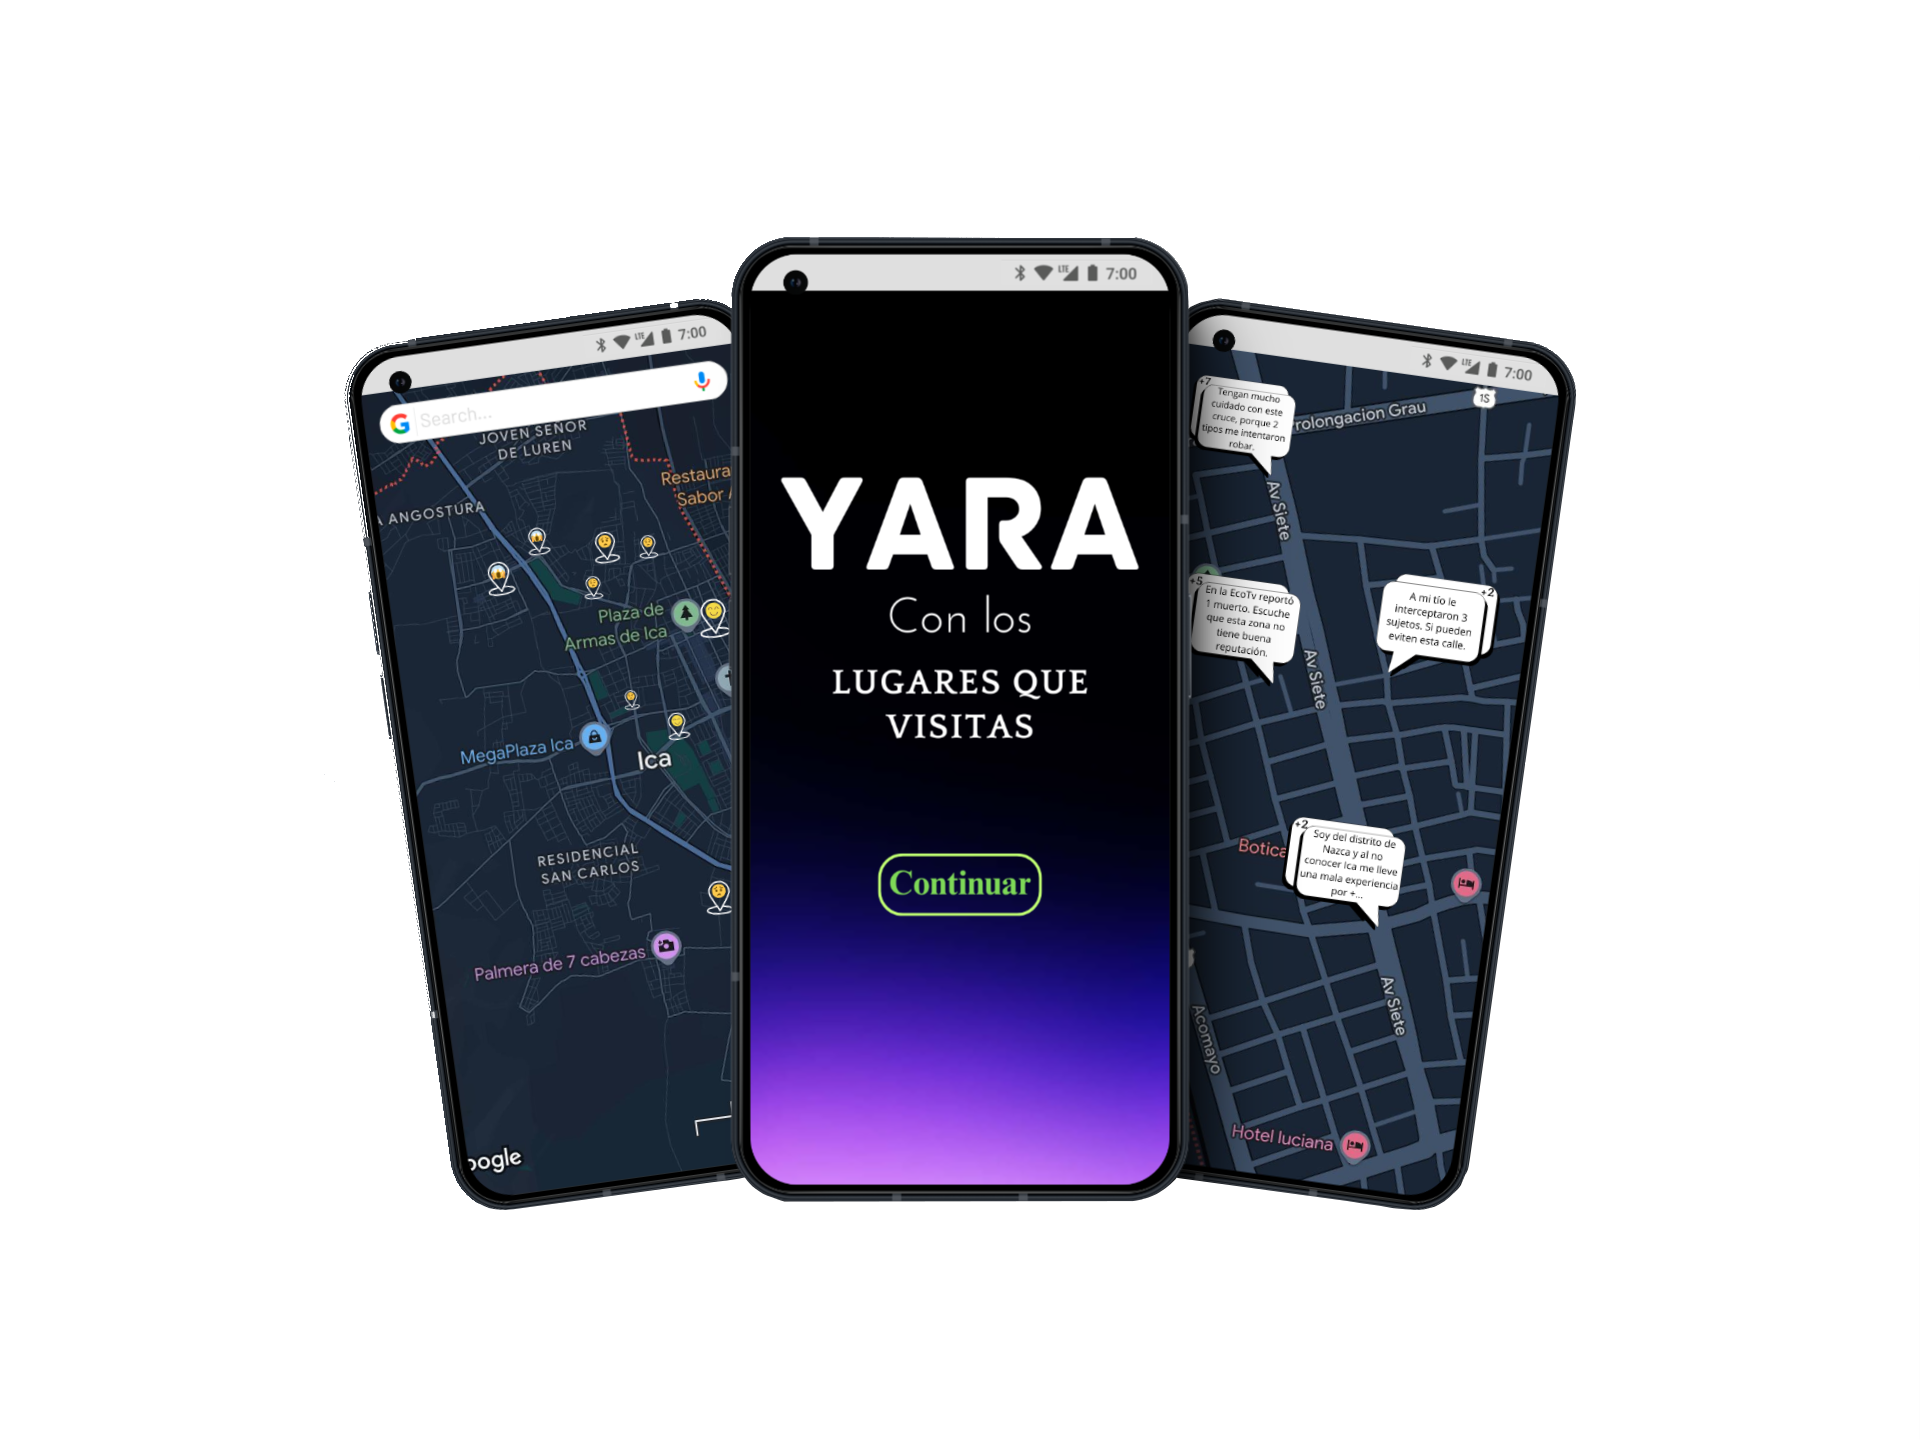 7:00
Search...
JOVEN SEÑOR
DE LUREN
Restaura
Sabor
A ANGOSTURA
Plaza de
Armas de Ica
MegaPlaza Ica
Ica
RESIDENCIAL
SAN CARLOS
Palmera de 7 cabezas
oogle
LTE
7:00
YARA
Con los
LUGARES QUE
VISITAS
Continuar
LTE
7:00
1S
Prolongacion Grau
+7
Tengan mucho
cuidado con este
cruce, porque 2
tipos me intentaron
robar.
Av Siete
+5
En la EcoTv reportó
1 muerto. Escuche
que esta zona no
tiene buena
reputación.
+2
A mi tío le
interceptaron 3
sujetos. Si pueden
eviten esta calle.
Av Siete
+2
Soy del distrito de
Nazca y al no
conocer Ica me lleve
una mala experiencia
por +...
Botica
Av Siete
Acomayo
Hotel luciana